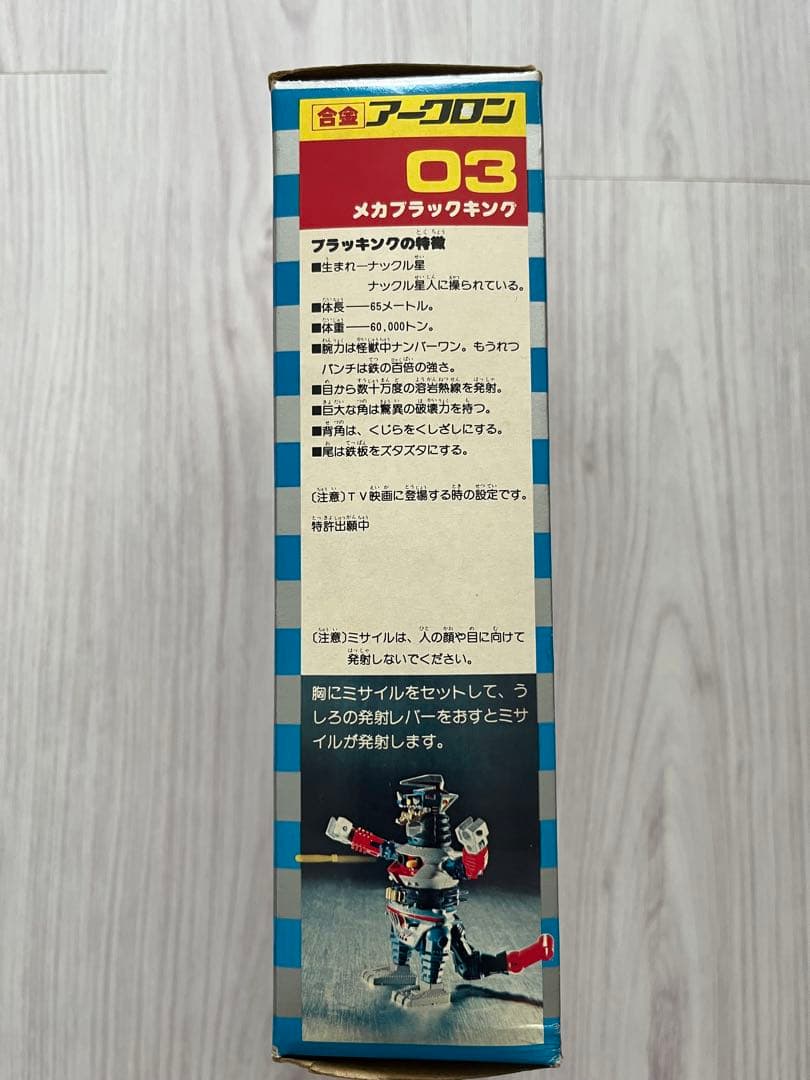 合金 アークロン
03
メカブラックキング
ブラッキングの特徴
■生まれ―ナックル星
ナックル星人に操られている。
■体長――65メートル。
■体重――60,000トン。
■腕力は怪獣中ナンバーワン。もうれつ
パンチは鉄の百倍の強さ。
■目から数十万度の溶岩熱線を発射。
■巨大な角は驚異の破壊力を持つ。
■背角は、くじらをくしざしにする。
■尾は鉄板をズタズタにする。
〔注意〕TV映画に登場する時の設定です。
特許出願中
〔注意〕ミサイルは、人の顔や目に向けて
発射しないでください。
胸にミサイルをセットして、う
しろの発射レバーをおすとミサ
イルが発射します。